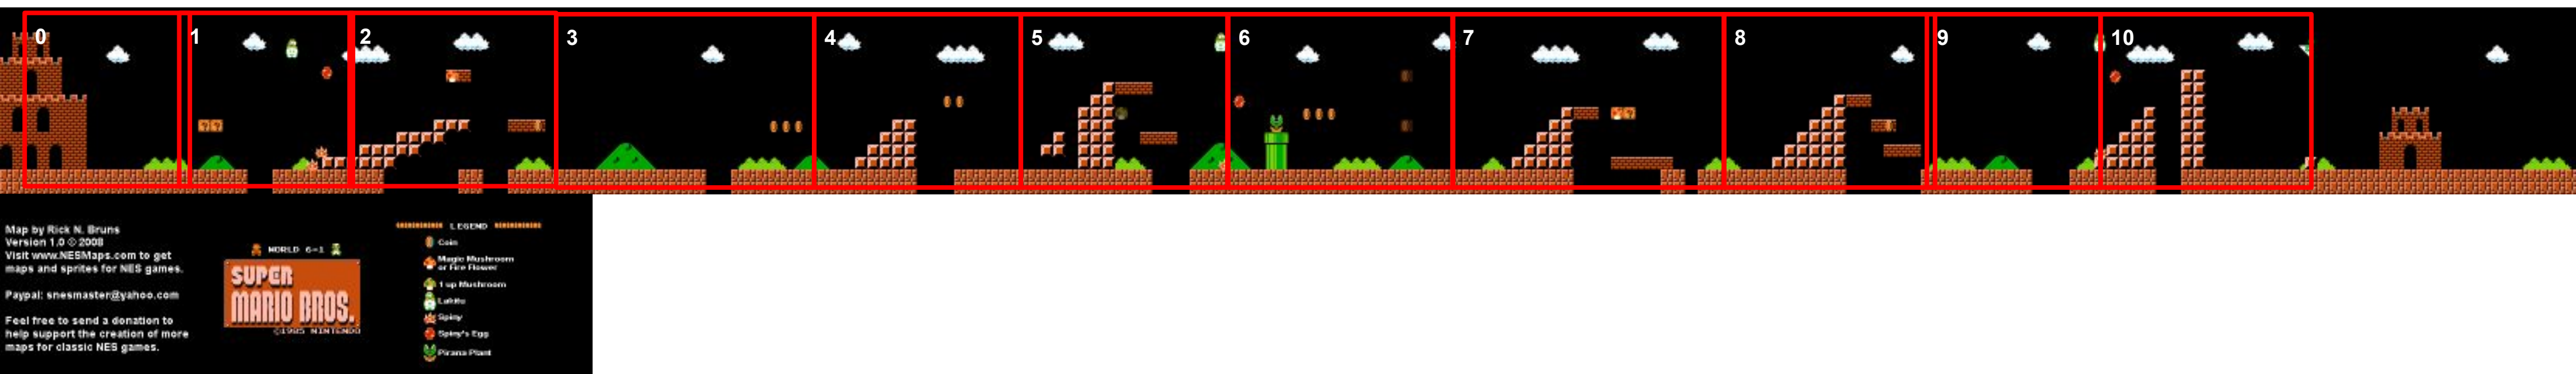 0 1 2 3 4 5 6 7 8 9 10
? ?
Map by Rick N. Bruns
Version 1.0 © 2008
Visit www.NESMaps.com to get
maps and sprites for NES games.
Paypal: snesmaster@yahoo.com
Feel free to send a donation to
help support the creation of more
maps for classic NES games.
WORLD 6-1
SUPER
MARIO BROS.
©1985 NINTENDO
LEGEND
Coin
Magic Mushroom
or Fire Flower
1 up Mushroom
Lakitu
Spiny
Spiny's Egg
Pirana Plant